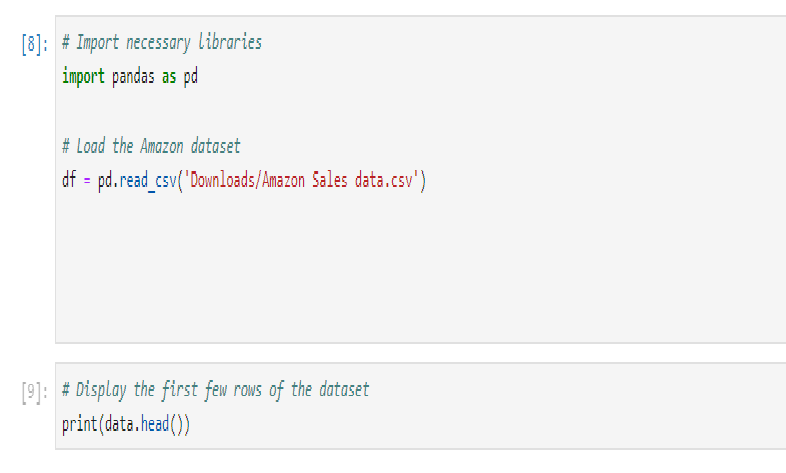 [8]: # Import necessary libraries
import pandas as pd
# Load the Amazon dataset
df = pd.read_csv('Downloads/Amazon Sales data.csv')
[9]: # Display the first few rows of the dataset
print(data.head())